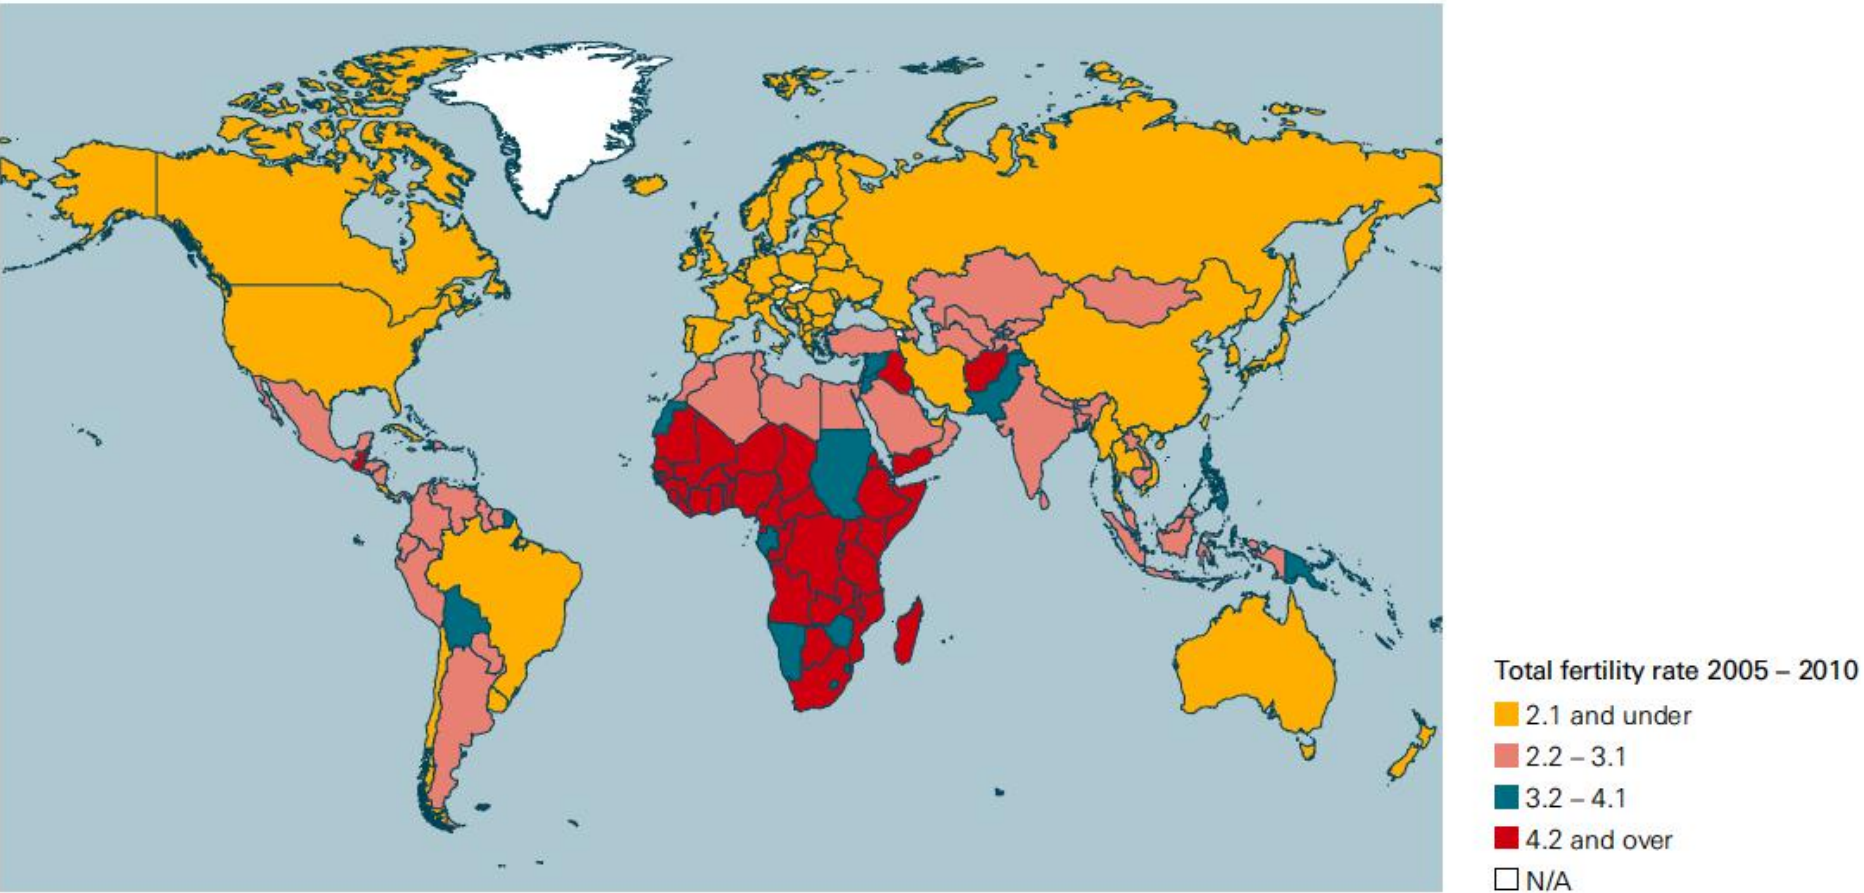 Total fertility rate 2005 – 2010
2.1 and under
2.2 – 3.1
3.2 – 4.1
4.2 and over
N/A